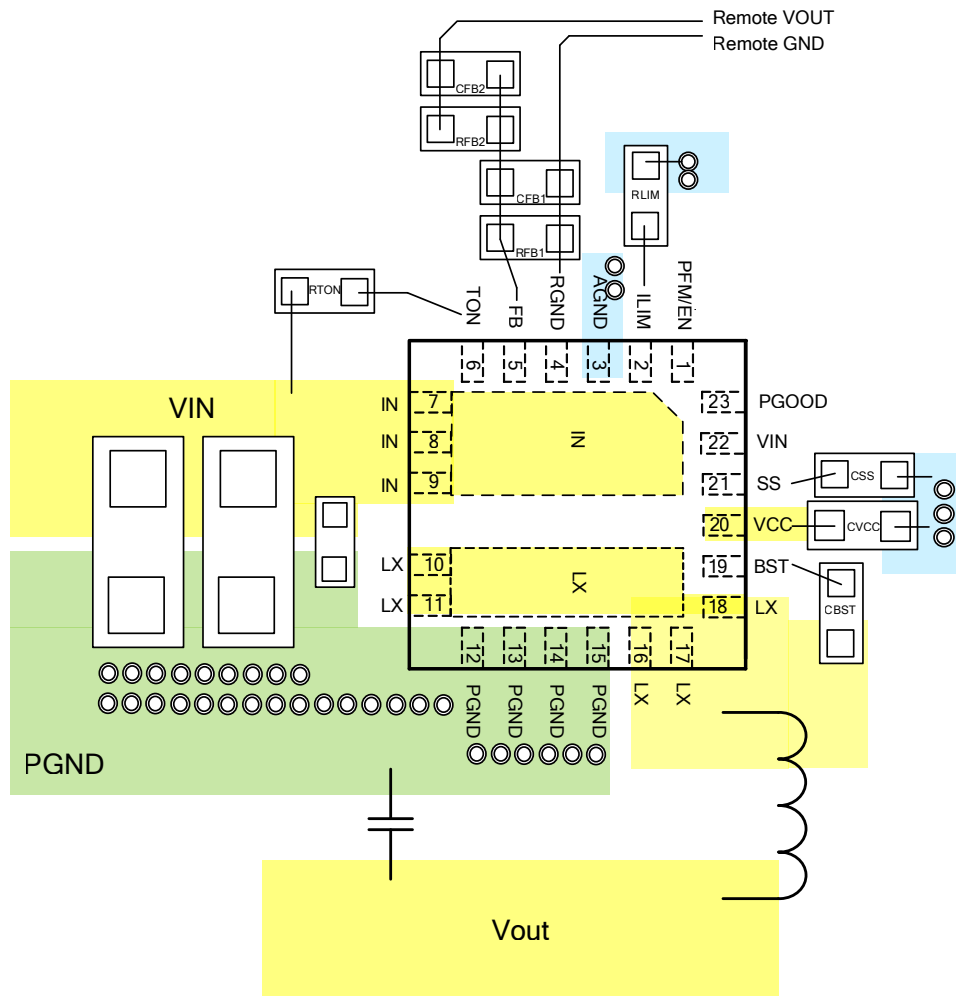 Remote VOUT
Remote GND
CFB2
RFB2
CFB1
RFB1
RLIM
RTON
TON
FB
RGND
AGND
ILIM
PFM/EN
6
5
4
3
2
1
VIN
IN
7
IN
8
IN
9
IN
23
PGOOD
22
VIN
21
SS
CSS
20
VCC
CVCC
LX
10
LX
11
LX
19
BST
18
LX
CBST
12
13
14
15
16
17
PGND
PGND
PGND
PGND
LX
LX
PGND
Vout